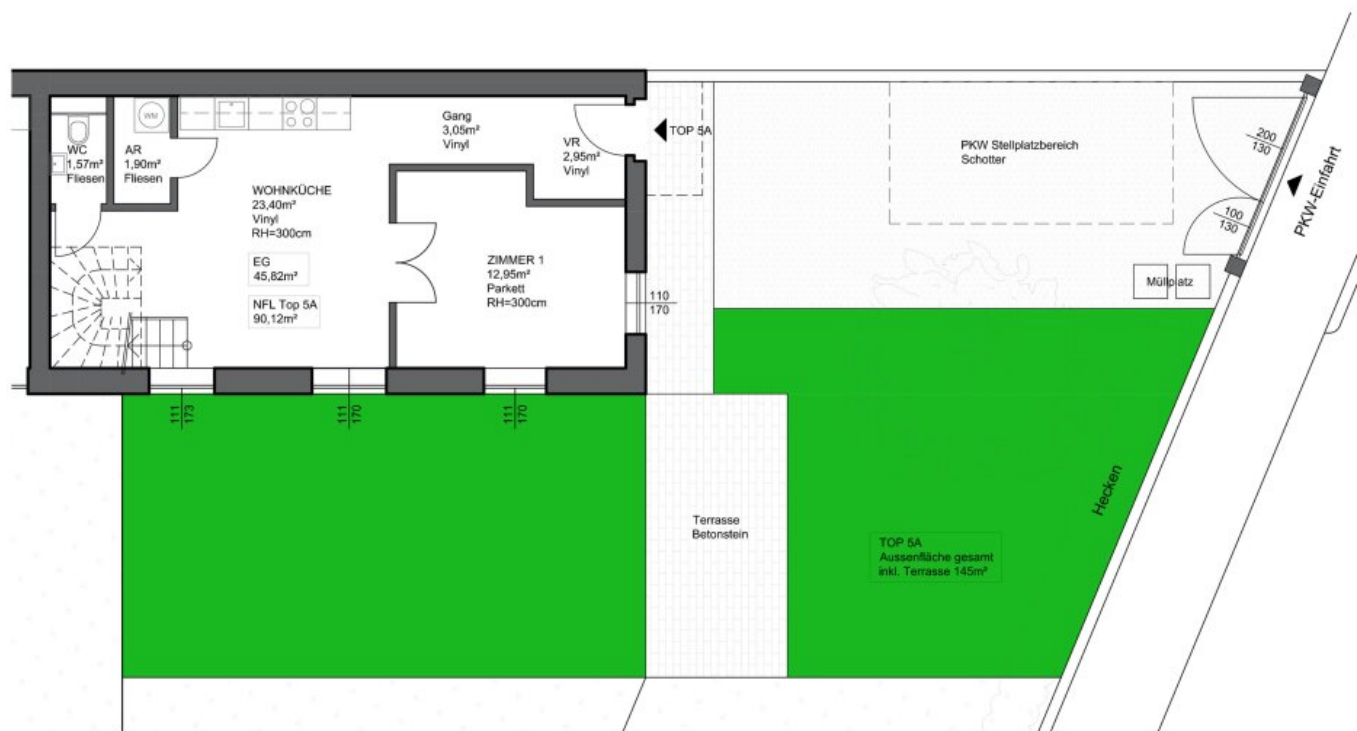 WC
1,57m²
Fliesen
WM
AR
1,90m²
Fliesen
Gang
3,05m²
Vinyl
VR
2,95m²
Vinyl
TOP 5A
WOHNKÜCHE
23,40m²
Vinyl
RH=300cm
EG
45,82m²
NFL Top 5A
90,12m²
ZIMMER 1
12,95m²
Parkett
RH=300cm
110
170
111
173
111
170
111
170
PKW Stellplatzbereich
Schotter
200
130
100
130
PKW-Einfahrt
Müllplatz
Hecken
Terrasse
Betonstein
TOP 5A
Aussenfläche gesamt
inkl. Terrasse 145m²